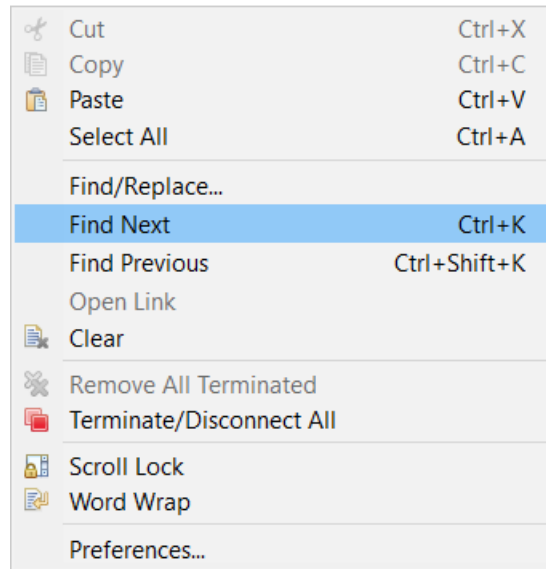 Cut Ctrl+X
Copy Ctrl+C
Paste Ctrl+V
Select All Ctrl+A
Find/Replace...
Find Next Ctrl+K
Find Previous Ctrl+Shift+K
Open Link
Clear
Remove All Terminated
Terminate/Disconnect All
Scroll Lock
Word Wrap
Preferences...